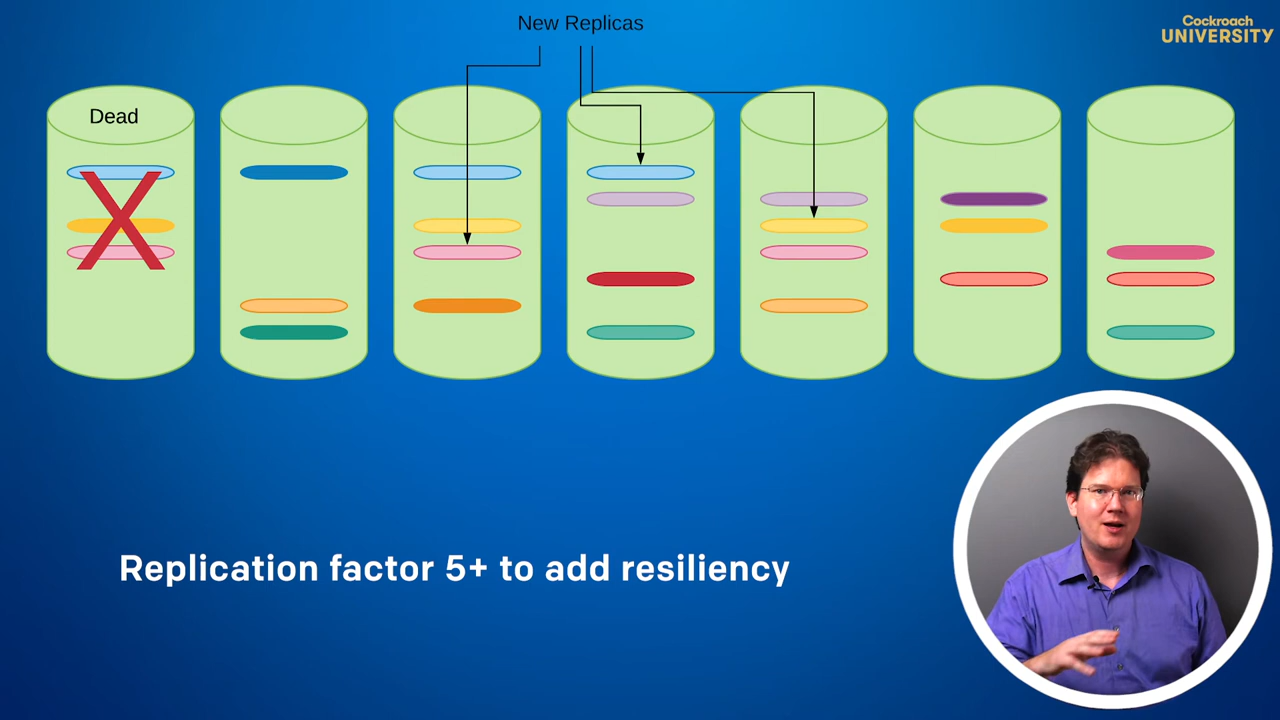 New Replicas
Cockroach
UNIVERSITY
Dead
Replication factor 5+ to add resiliency